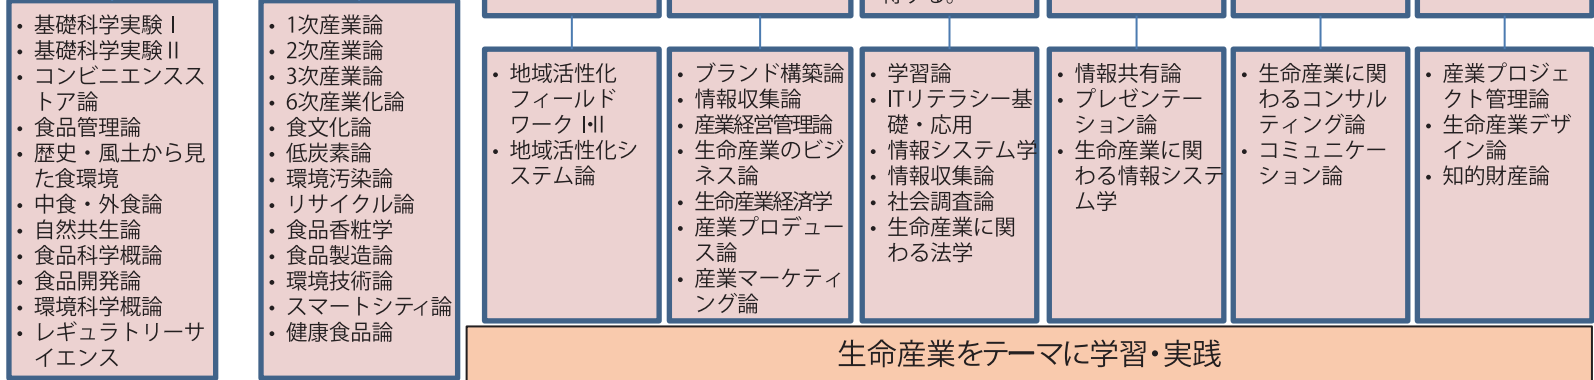 • 基礎科学実験Ⅰ
• 基礎科学実験Ⅱ
• コンビニエンスス
トア論
• 食品管理論
• 歴史・風土から見
た食環境
• 中食・外食論
• 自然共生論
• 食品科学概論
• 食品開発論
• 環境科学概論
• レギュラトリーサ
イエンス
• 1次産業論
• 2次産業論
• 3次産業論
• 6次産業化論
• 食文化論
• 低炭素論
• 環境汚染論
• リサイクル論
• 食品香粧学
• 食品製造論
• 環境技術論
• スマートシティ論
• 健康食品論
• 地域活性化
フィールド
ワーク Ⅰ・Ⅱ
• 地域活性化シ
ステム論
• ブランド構築論
• 情報収集論
• 産業経営管理論
• 生命産業のビジ
ネス論
• 生命産業経済学
• 産業プロデュー
ス論
• 産業マーケティ
ング論
• 学習論
• ITリテラシー基
礎・応用
• 情報システム学
• 情報収集論
• 社会調査論
• 生命産業に関
わる法学
• 情報共有論
• プレゼンテー
ション論
• 生命産業に関
わる情報システ
ム学
• 生命産業に関
わるコンサル
ティング論
• コミュニケー
ション論
• 産業プロジェ
クト管理論
• 生命産業デザ
イン論
• 知的財産論
生命産業をテーマに学習・実践